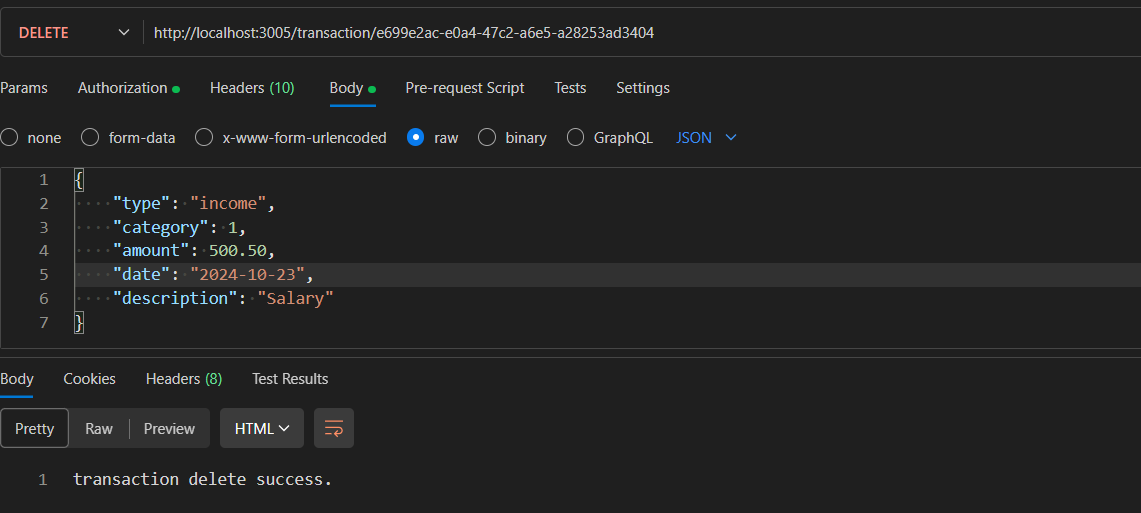 DELETE http://localhost:3005/transaction/e699e2ac-e0a4-47c2-a6e5-a28253ad3404
Params Authorization Headers (10) Body Pre-request Script Tests Settings
none form-data x-www-form-urlencoded raw binary GraphQL JSON
1 {
2 "type": "income",
3 "category": 1,
4 "amount": 500.50,
5 "date": "2024-10-23",
6 "description": "Salary"
7 }
Body Cookies Headers (8) Test Results
Pretty Raw Preview HTML
1 transaction delete success.